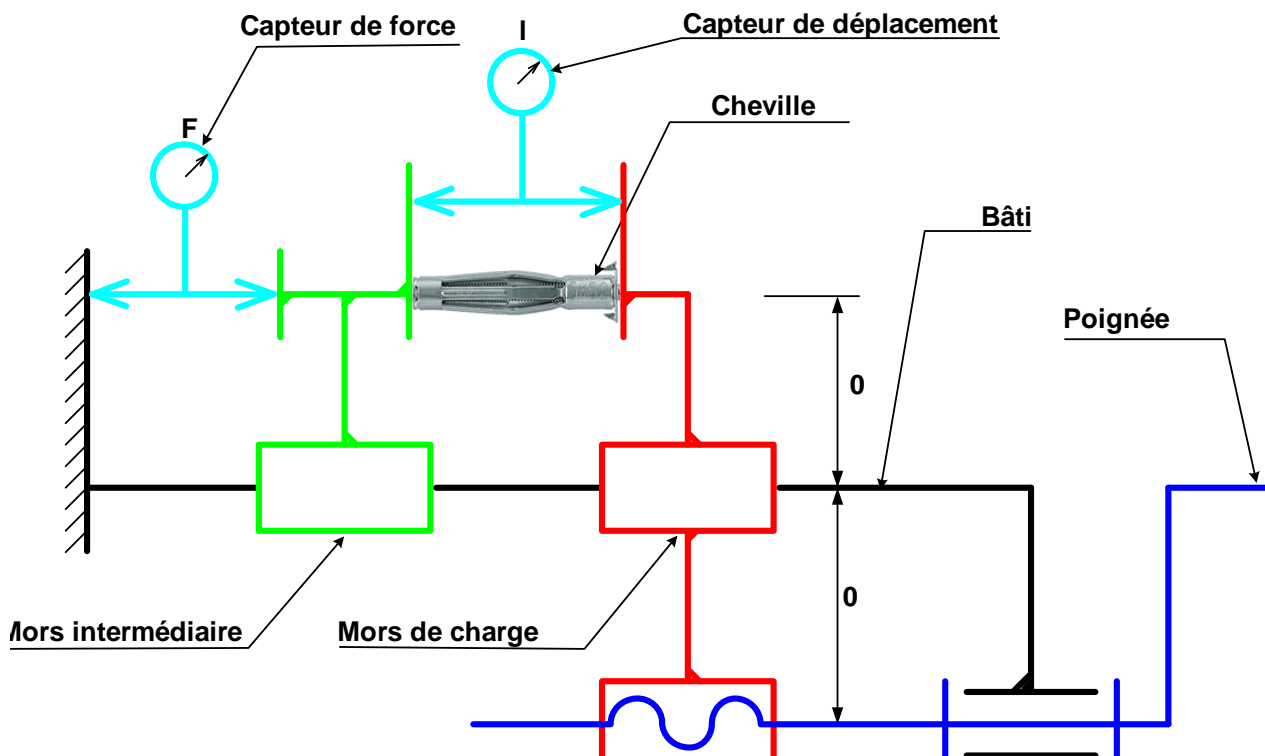 Capteur de force
I
Capteur de déplacement
Cheville
F
Bâti
Poignée
0
0
Mors intermédiaire
Mors de charge